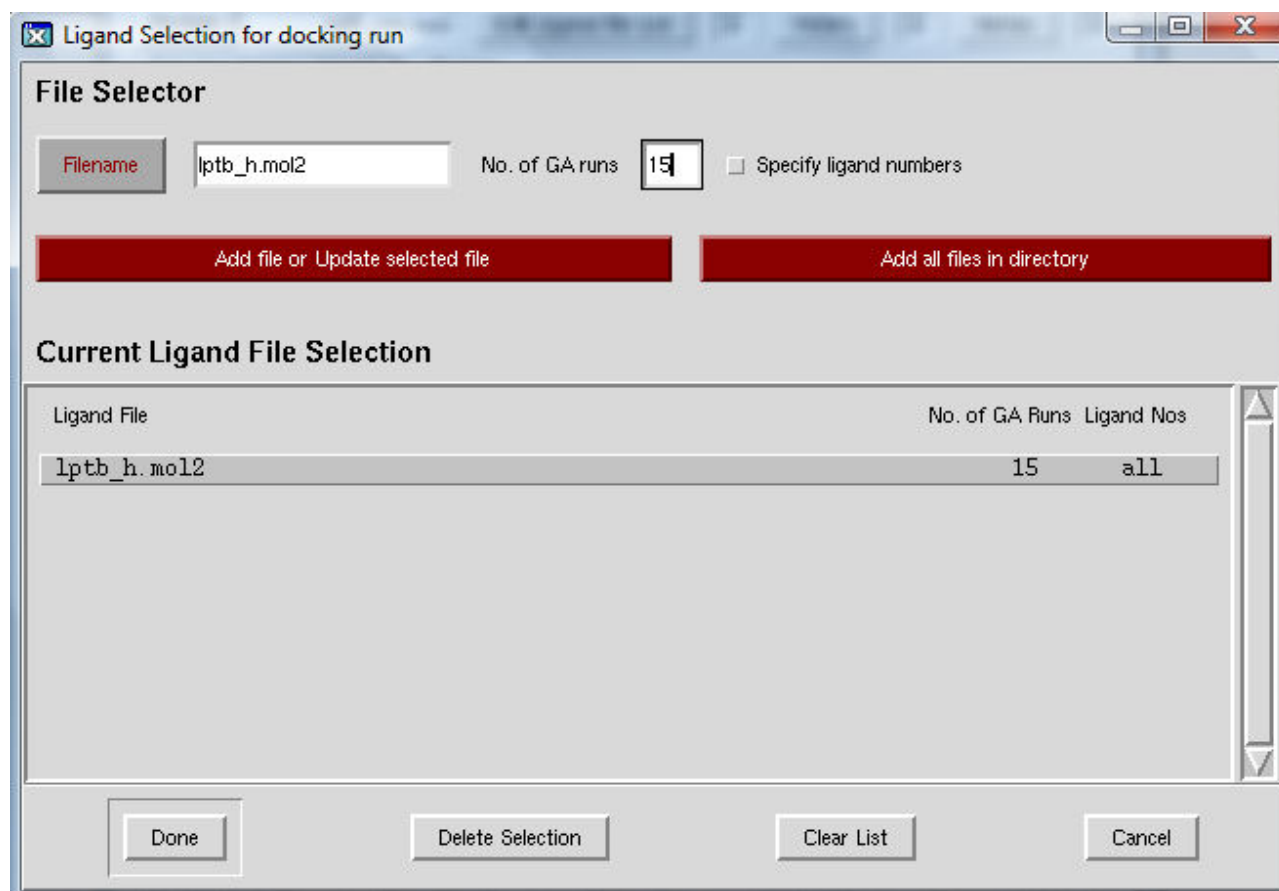 Ligand Selection for docking run
File Selector
Filename lptb_h.mol2 No. of GA runs 15 Specify ligand numbers
Add file or Update selected file Add all files in directory
Current Ligand File Selection
Ligand File No. of GA Runs Ligand Nos
lptb_h.mol2 15 all
Done Delete Selection Clear List Cancel